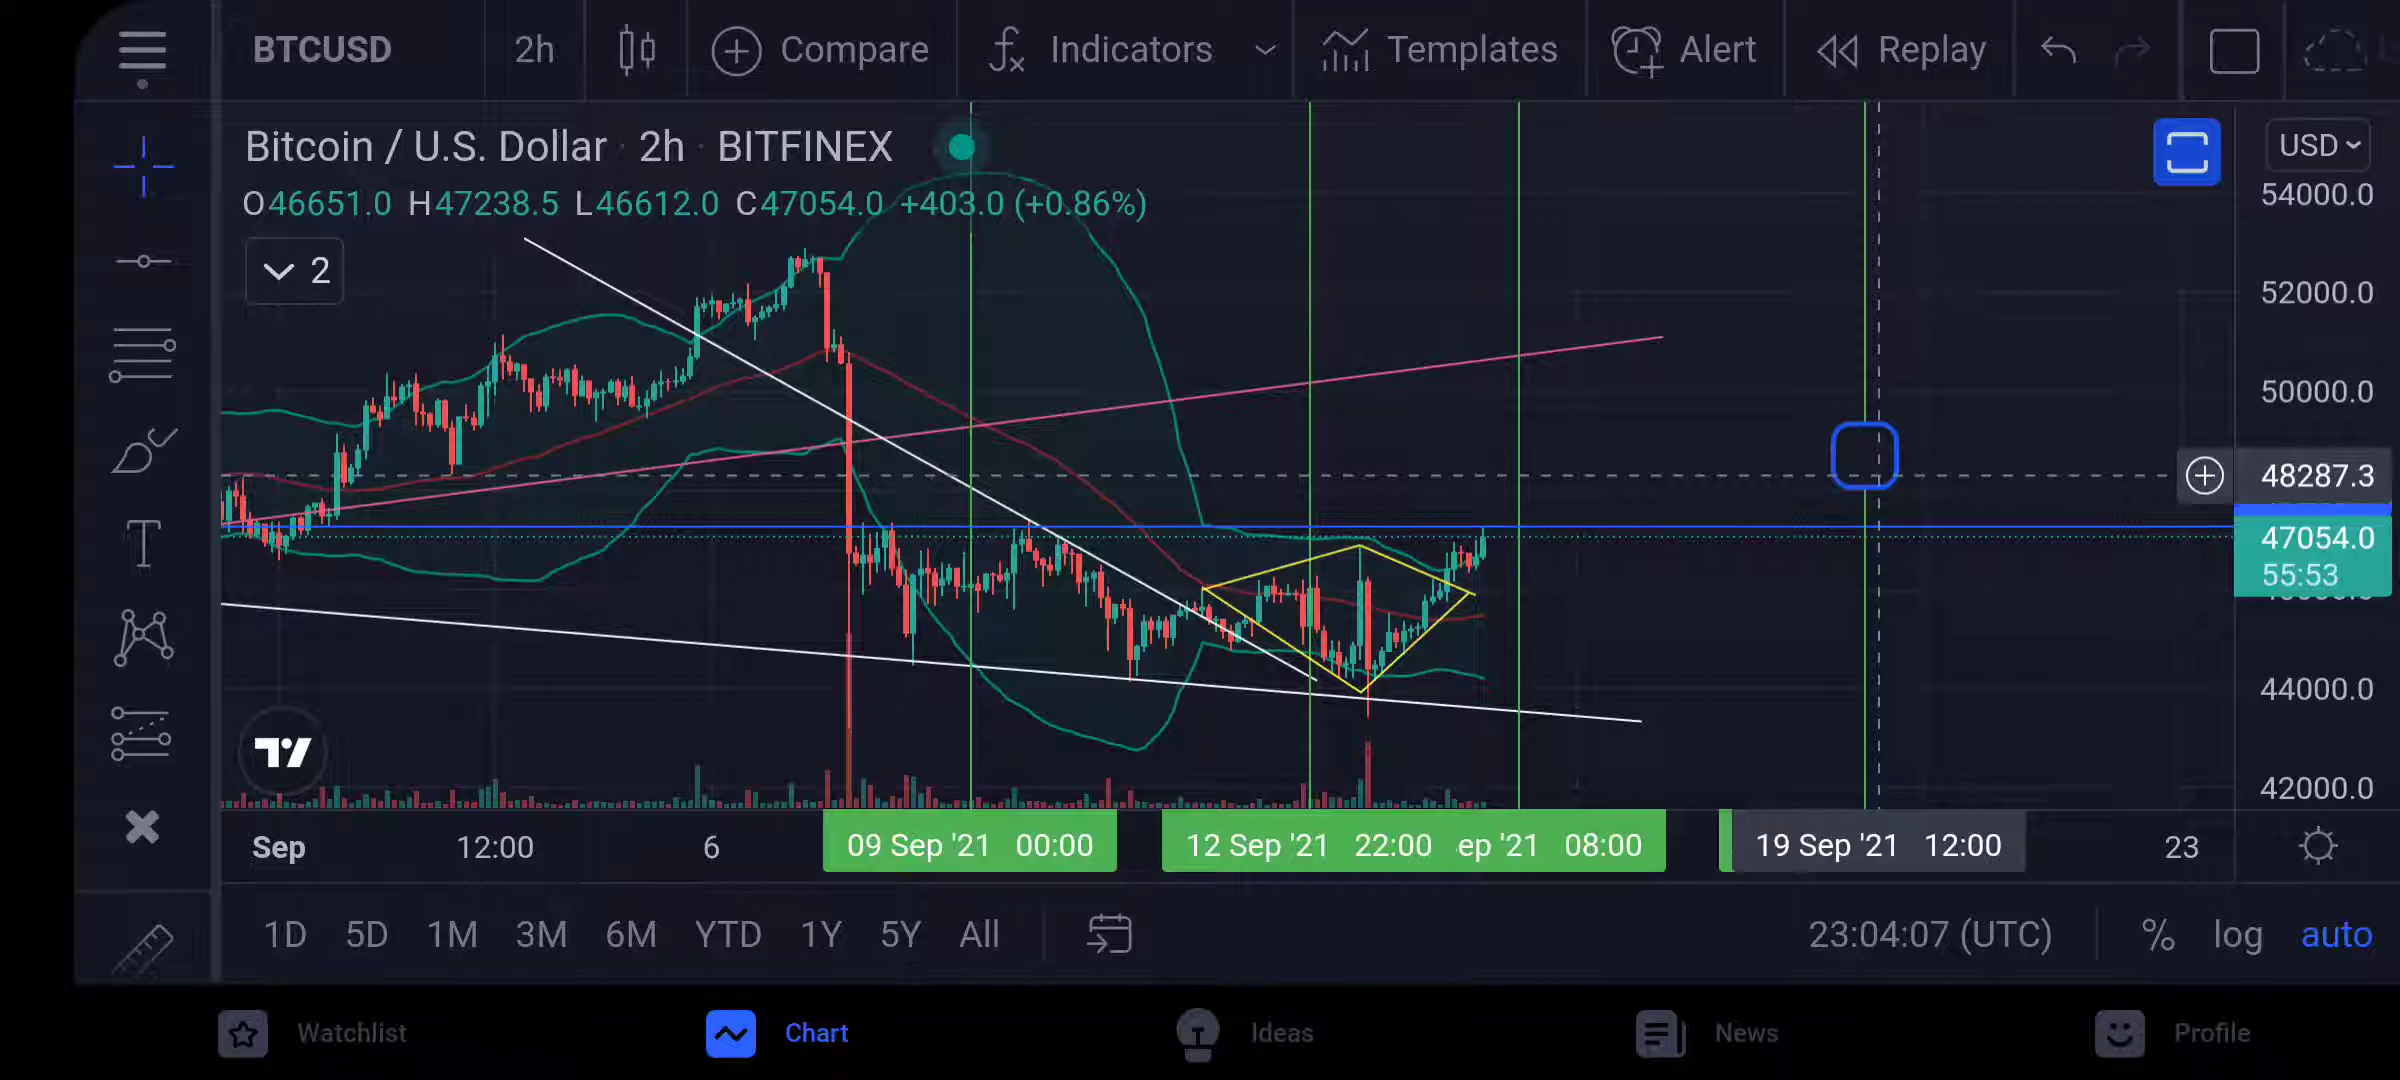 BTCUSD 2h Compare Indicators Templates Alert Replay
Bitcoin / U.S. Dollar · 2h · BITFINEX
USD
O46651.0 H47238.5 L46612.0 C47054.0 +403.0 (+0.86%)
2
54000.0
52000.0
50000.0
48287.3
47054.0
55:53
44000.0
42000.0
Sep 12:00 6 09 Sep '21 00:00 12 Sep '21 22:00 ep '21 08:00 19 Sep '21 12:00 23
1D 5D 1M 3M 6M YTD 1Y 5Y All 23:04:07 (UTC) % log auto
Watchlist Chart Ideas News Profile